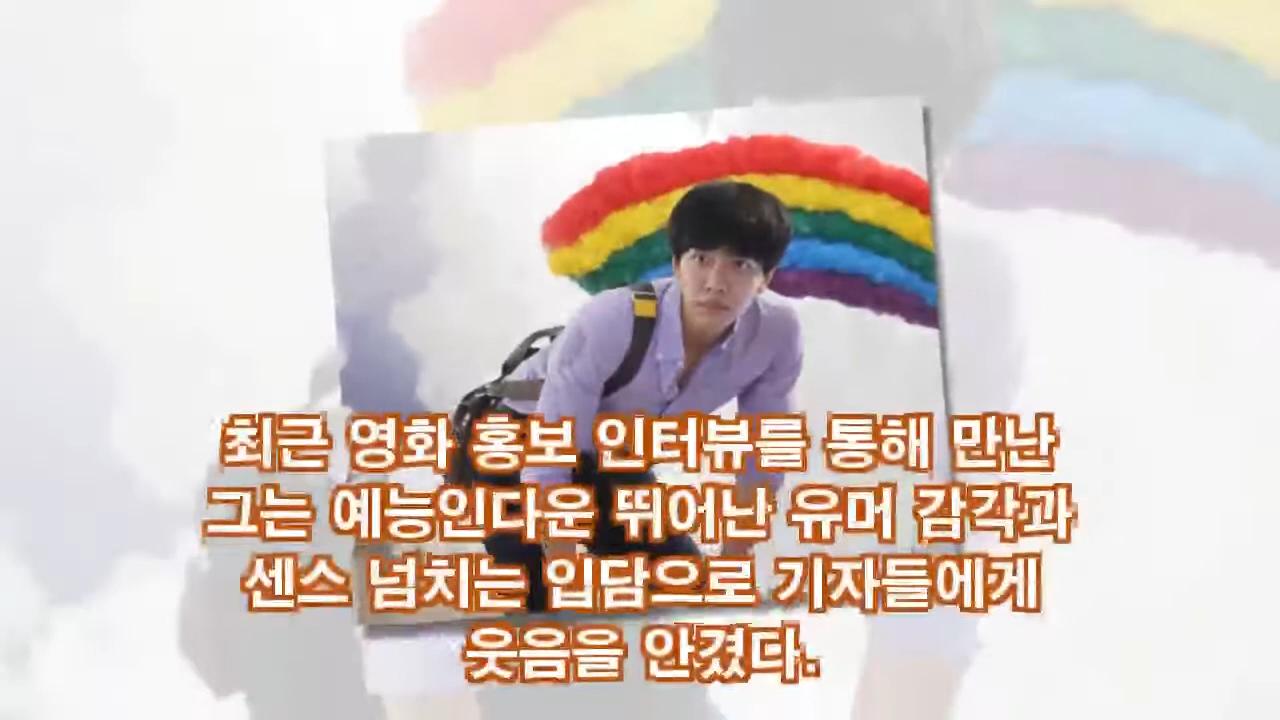 최근 영화 홍보 인터뷰를 통해 만난
그는 예능인다운 뛰어난 유머 감각과
센스 넘치는 입담으로 기자들에게
웃음을 안겼다.